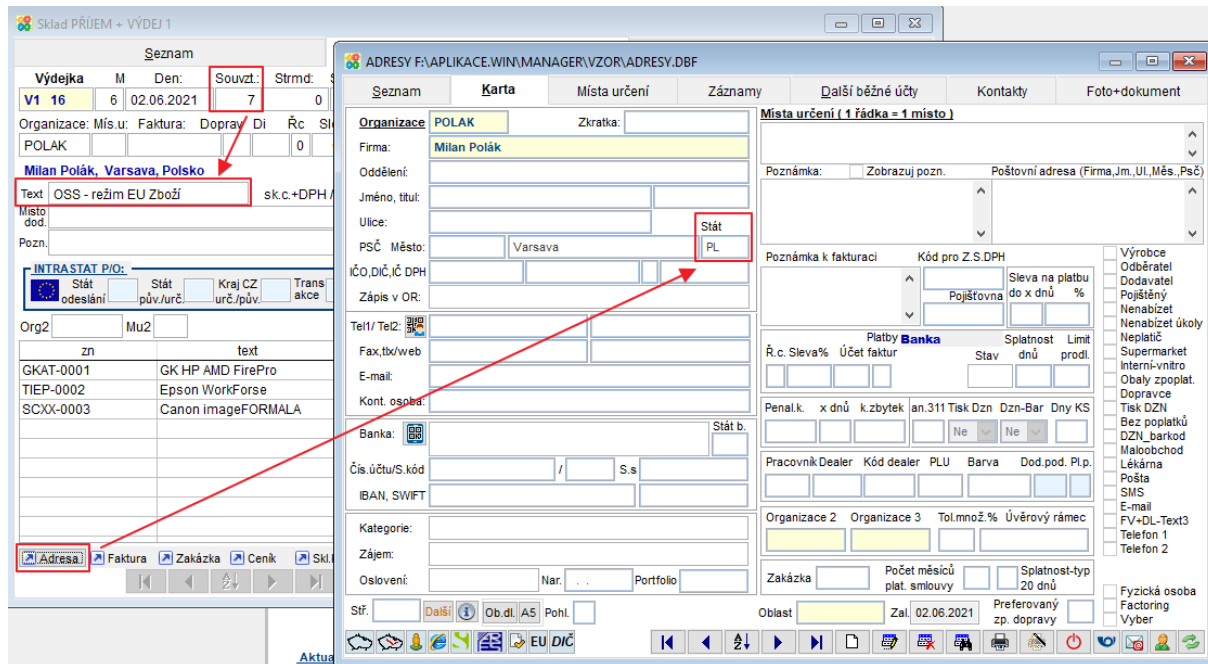 Sklad PŘÍJEM + VÝDEJ 1
Seznam
Výdejka M Den: Souvzt.: Strmd:
V1 16 6 02.06.2021 7 0
Organizace: Mís.u: Faktura: Doprav Di Řc
POLAK 0
Milan Polák, Varsava, Polsko
Text OSS - režim EU Zboží sk.c.+DPH /
Místo
dod.
Pozn.
INTRASTAT P/O:
Stát odeslání Stát pův./urč. Kraj CZ urč./pův. Trans akce
Org2 Mu2
zn text
GKAT-0001 GK HP AMD FirePro
TIEP-0002 Epson WorkForse
SCXX-0003 Canon imageFORMALA
Adresa Faktura Zakázka Ceník
Aktua
ADRESY F:\APLIKACE.WIN\MANAGER\VZOR\ADRESY.DBF
Seznam Karta Místa určení Záznamy Další běžné účty Kontakty Foto+dokument
Organizace POLAK Zkratka:
Firma: Milan Polák
Oddělení:
Jméno, titul:
Ulice: Stát
PSČ Město: Varsava PL
IČO,DIČ,IČ DPH
Zápis v OR:
Tel1/ Tel2:
Fax,tlx/web
E-mail:
Kont. osoba:
Banka: Stát b.
Čís.účtu/S.kód / S.s
IBAN, SWIFT
Kategorie:
Zájem:
Oslovení: Nar. . . Portfolio
Stř. Další Ob.dl. A5 Pohl.
EU DIČ
Místa určení ( 1 řádka = 1 místo )
Poznámka: Zobrazuj pozn. Poštovní adresa (Firma,Jm.,Ul.,Měs.,Psč)
Poznámka k fakturaci Kód pro Z.S.DPH
Sleva na platbu
Pojišťovna do x dnů %
Platby Banka Splatnost Limit
Ř.c. Sleva% Účet faktur Stav dnů prodl.
Penal.k. x dnů k.zbytek an.311 Tisk Dzn Dzn-Bar Dny KS
Ne Ne
Pracovník Dealer Kód dealer PLU Barva Dod.pod. Pl.p.
Organizace 2 Organizace 3 Tol.množ.% Úvěrový rámec
Zakázka Počet měsíců plat. smlouvy Splatnost-typ 20 dnů
Oblast Zal. 02.06.2021 Preferovaný zp. dopravy
Výrobce
Odběratel
Dodavatel
Pojištěný
Nenabízet
Nenabízet úkoly
Neplatič
Supermarket
Interní-vnitro
Obaly zpoplat.
Dopravce
Tisk DZN
Bez poplatků
DZN_barkod
Maloobchod
Lékárna
Pošta
SMS
E-mail
FV+DL-Text3
Telefon 1
Telefon 2
Fyzická osoba
Factoring
Vyber